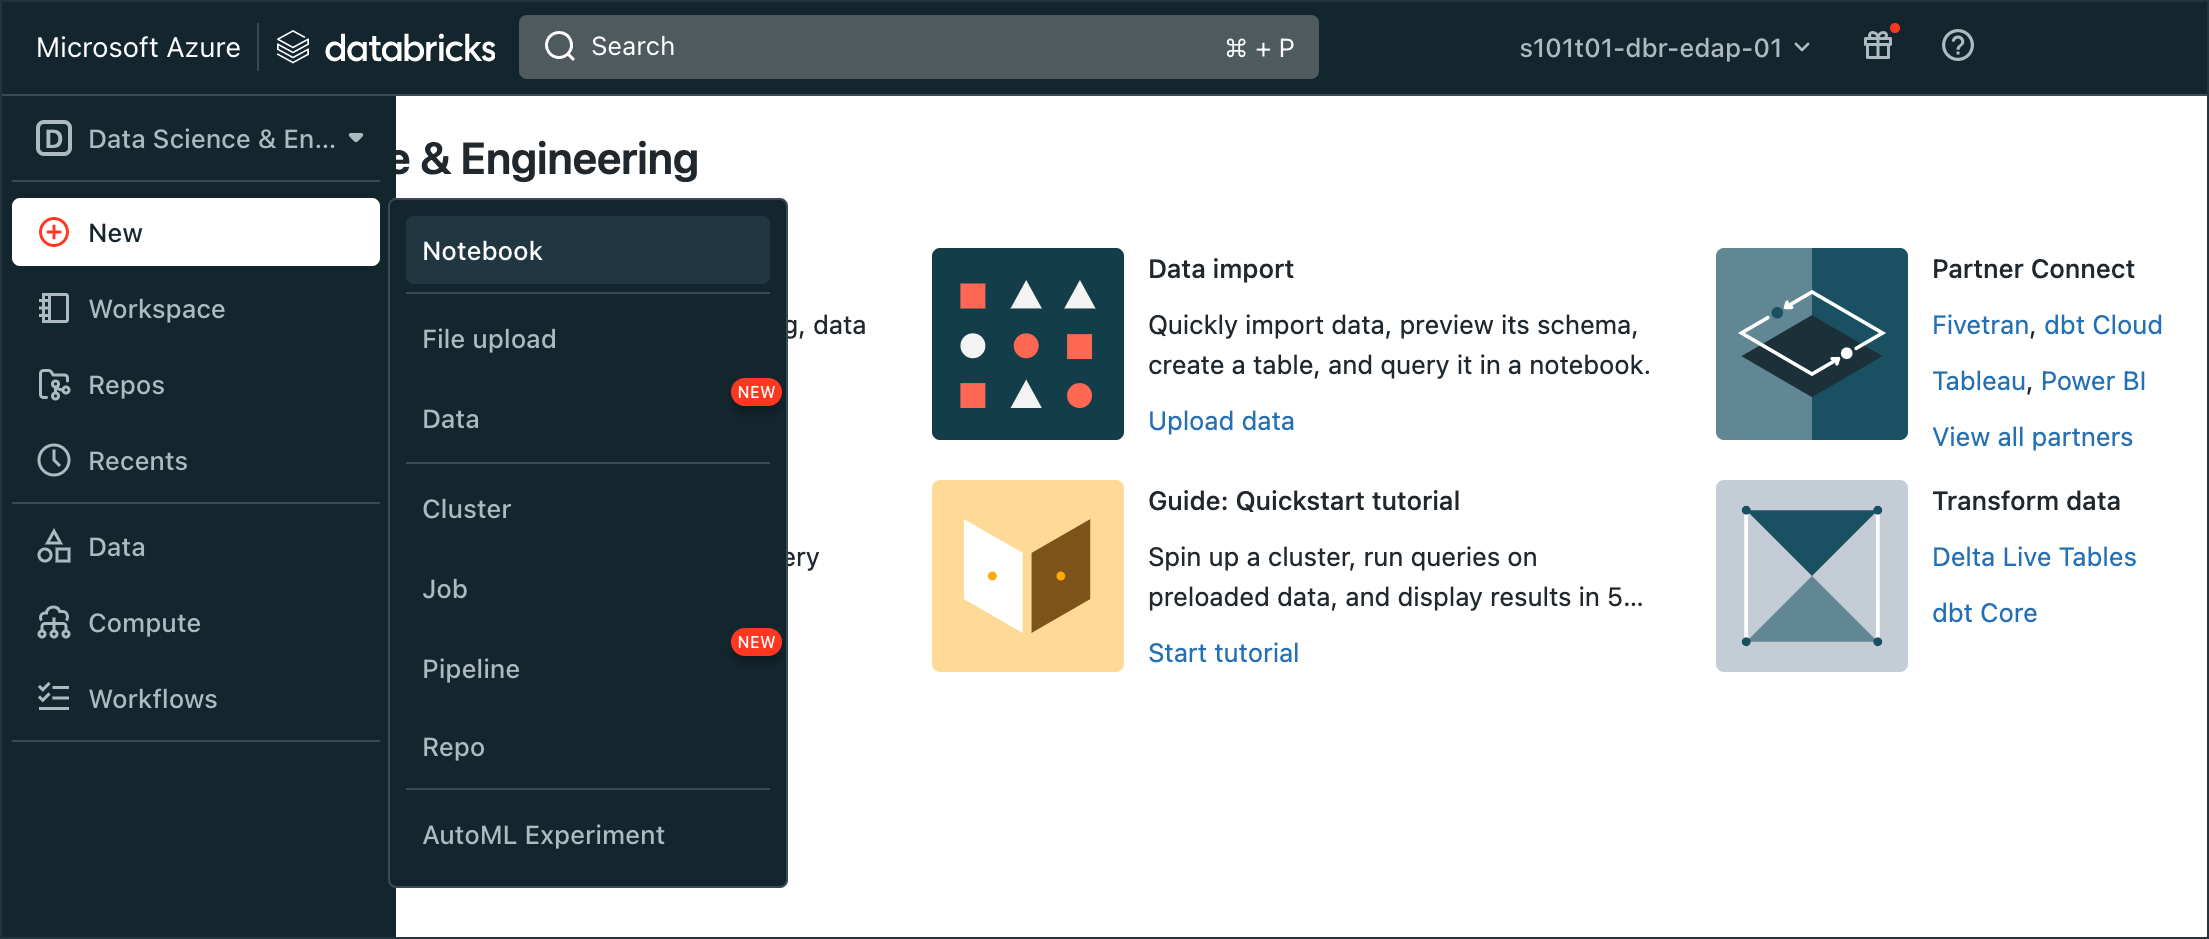 Microsoft Azure
databricks
Search
⌘ + P
s101t01-dbr-edap-01
D
Data Science & En...
New
Workspace
Repos
Recents
Data
Compute
Workflows
e & Engineering
Notebook
File upload
NEW
Data
Cluster
Job
NEW
Pipeline
Repo
AutoML Experiment
g, data
ery
Data import
Quickly import data, preview its schema,
create a table, and query it in a notebook.
Upload data
Guide: Quickstart tutorial
Spin up a cluster, run queries on
preloaded data, and display results in 5...
Start tutorial
Partner Connect
Fivetran, dbt Cloud
Tableau, Power BI
View all partners
Transform data
Delta Live Tables
dbt Core